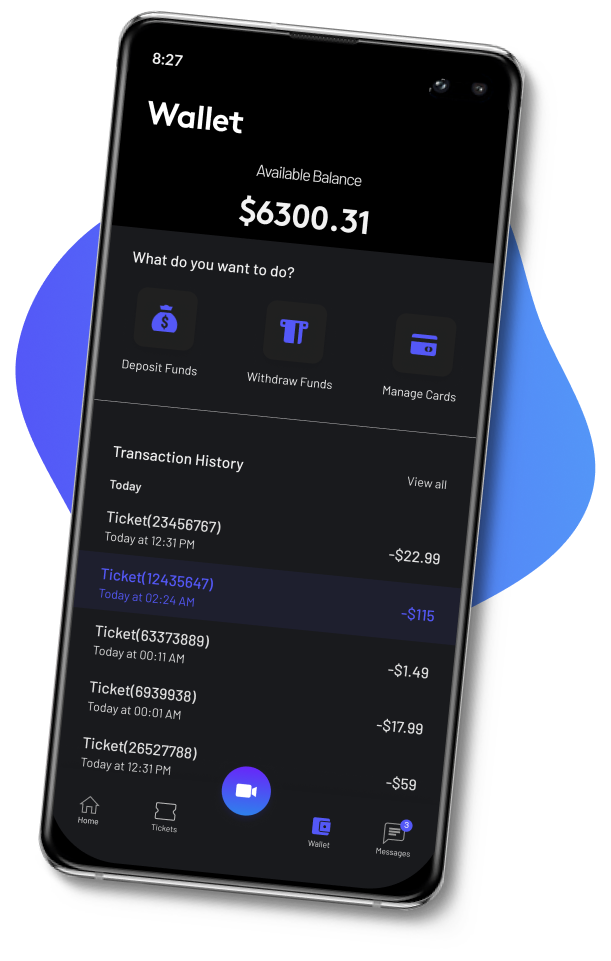 8:27
Wallet
Available Balance
$6300.31
What do you want to do?
Deposit Funds
Withdraw Funds
Manage Cards
Transaction History
View all
Today
Ticket(23456767)
Today at 12:31 PM
-$22.99
Ticket(12435647)
Today at 02:24 AM
-$115
Ticket(63373889)
Today at 00:11 AM
-$1.49
Ticket(6939938)
Today at 00:01 AM
-$17.99
Ticket(26527788)
Today at 12:31 PM
-$59
Home
Tickets
Wallet
3
Messages